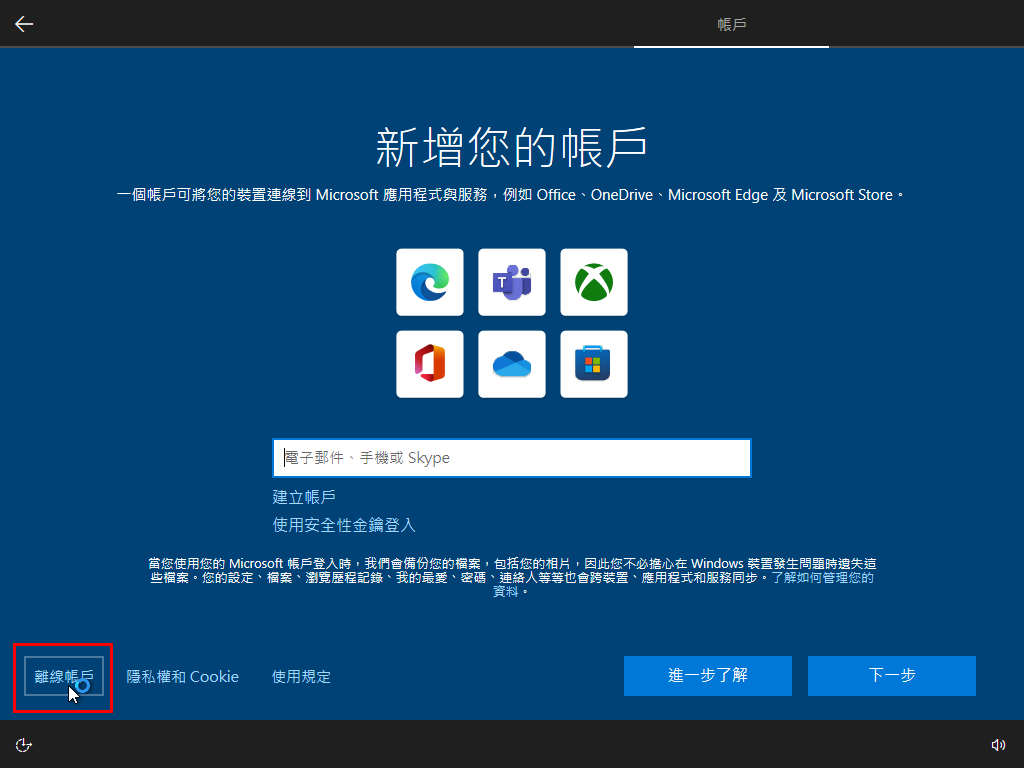 帳戶
新增您的帳戶
一個帳戶可將您的裝置連線到 Microsoft 應用程式與服務，例如 Office、OneDrive、Microsoft Edge 及 Microsoft Store。
電子郵件、手機或 Skype
建立帳戶
使用安全性金鑰登入
當您使用您的 Microsoft 帳戶登入時，我們會備份您的檔案，包括您的相片，因此您不必擔心在 Windows 裝置發生問題時遺失這
些檔案。您的設定、檔案、瀏覽歷程記錄、我的最愛、密碼、連絡人等等也會跨裝置、應用程式和服務同步。了解如何管理您的
資料。
離線帳戶 隱私權和 Cookie 使用規定 進一步了解 下一步